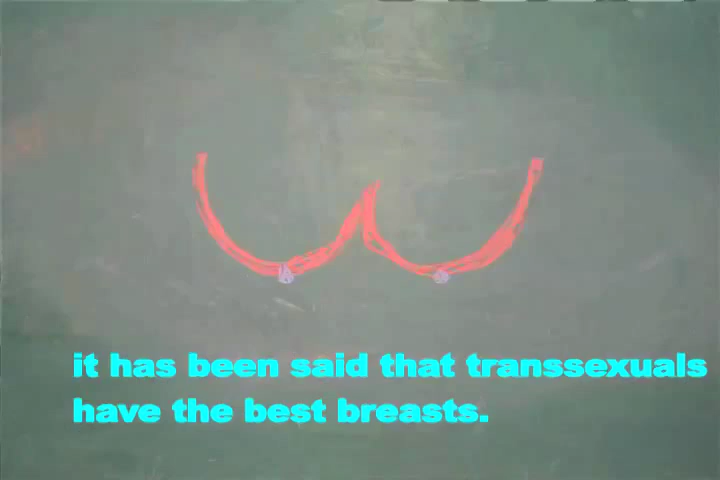 it has been said that transsexuals
have the best breasts.